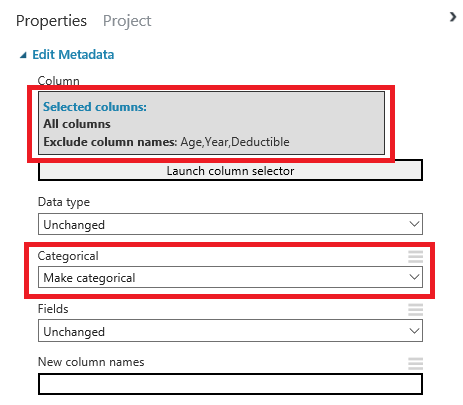 Properties Project
Edit Metadata
Column
Selected columns:
All columns
Exclude column names: Age,Year,Deductible
Launch column selector
Data type
Unchanged
Categorical
Make categorical
Fields
Unchanged
New column names